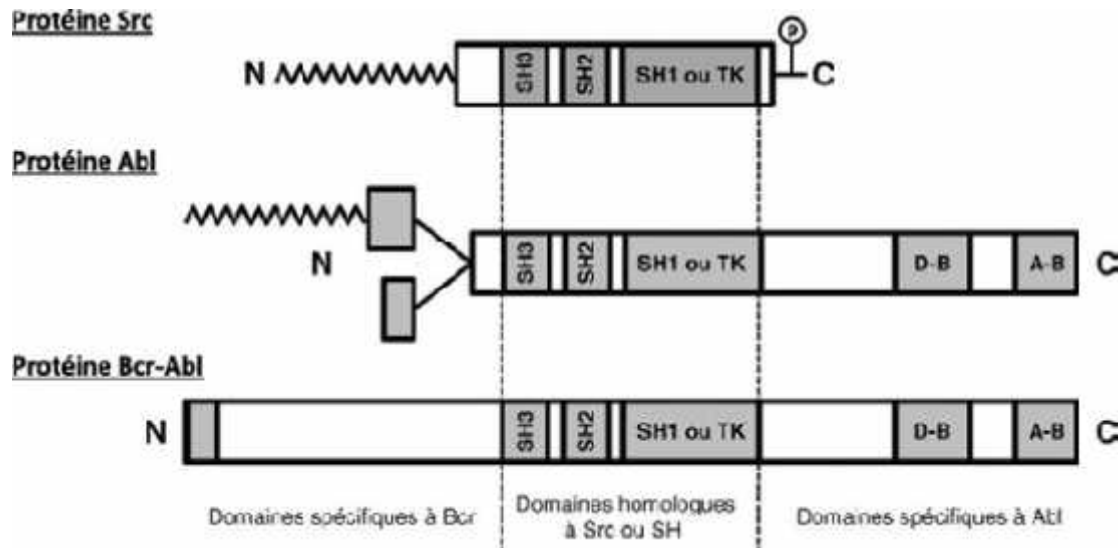 Protéine Src
N SH3 SH2 SH1 ou TK P C
Protéine Abl
N SH3 SH2 SH1 ou TK D-B A-B C
Protéine Bcr-Abl
N SH3 SH2 SH1 ou TK D-B A-B C
Domaines spécifiques à Bcr
Domaines homologues
à Src ou SH
Domaines spécifiques à Abl